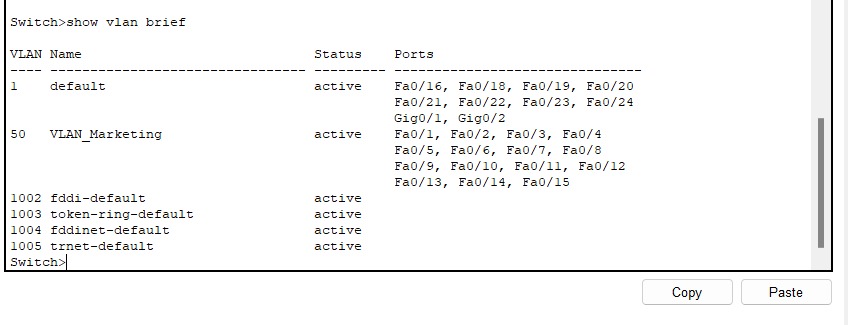 Switch>show vlan brief
VLAN Name Status Ports
---- -------------------------------- --------- -------------------------------
1 default active Fa0/16, Fa0/18, Fa0/19, Fa0/20
Fa0/21, Fa0/22, Fa0/23, Fa0/24
Gig0/1, Gig0/2
50 VLAN_Marketing active Fa0/1, Fa0/2, Fa0/3, Fa0/4
Fa0/5, Fa0/6, Fa0/7, Fa0/8
Fa0/9, Fa0/10, Fa0/11, Fa0/12
Fa0/13, Fa0/14, Fa0/15
1002 fddi-default active
1003 token-ring-default active
1004 fddinet-default active
1005 trnet-default active
Switch>
Copy Paste